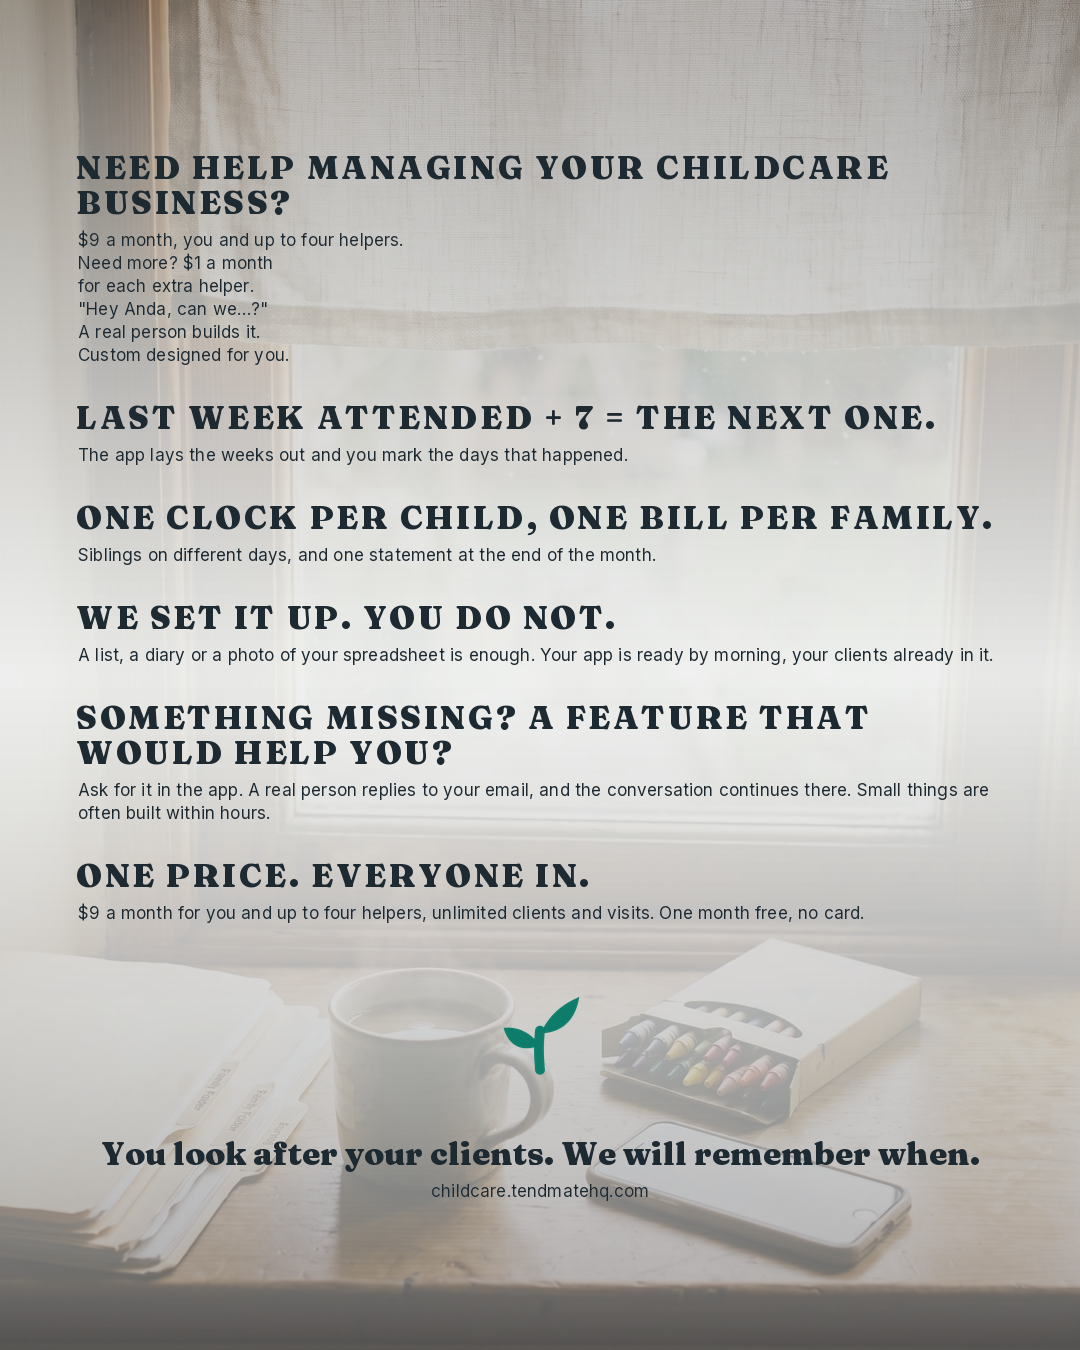 NEED HELP MANAGING YOUR CHILDCARE
BUSINESS?
$9 a month, you and up to four helpers.
Need more? $1 a month
for each extra helper.
"Hey Anda, can we...?"
A real person builds it.
Custom designed for you.
LAST WEEK ATTENDED + 7 = THE NEXT ONE.
The app lays the weeks out and you mark the days that happened.
ONE CLOCK PER CHILD, ONE BILL PER FAMILY.
Siblings on different days, and one statement at the end of the month.
WE SET IT UP. YOU DO NOT.
A list, a diary or a photo of your spreadsheet is enough. Your app is ready by morning, your clients already in it.
SOMETHING MISSING? A FEATURE THAT
WOULD HELP YOU?
Ask for it in the app. A real person replies to your email, and the conversation continues there. Small things are
often built within hours.
ONE PRICE. EVERYONE IN.
$9 a month for you and up to four helpers, unlimited clients and visits. One month free, no card.
You look after your clients. We will remember when.
childcare.tendmatehq.com